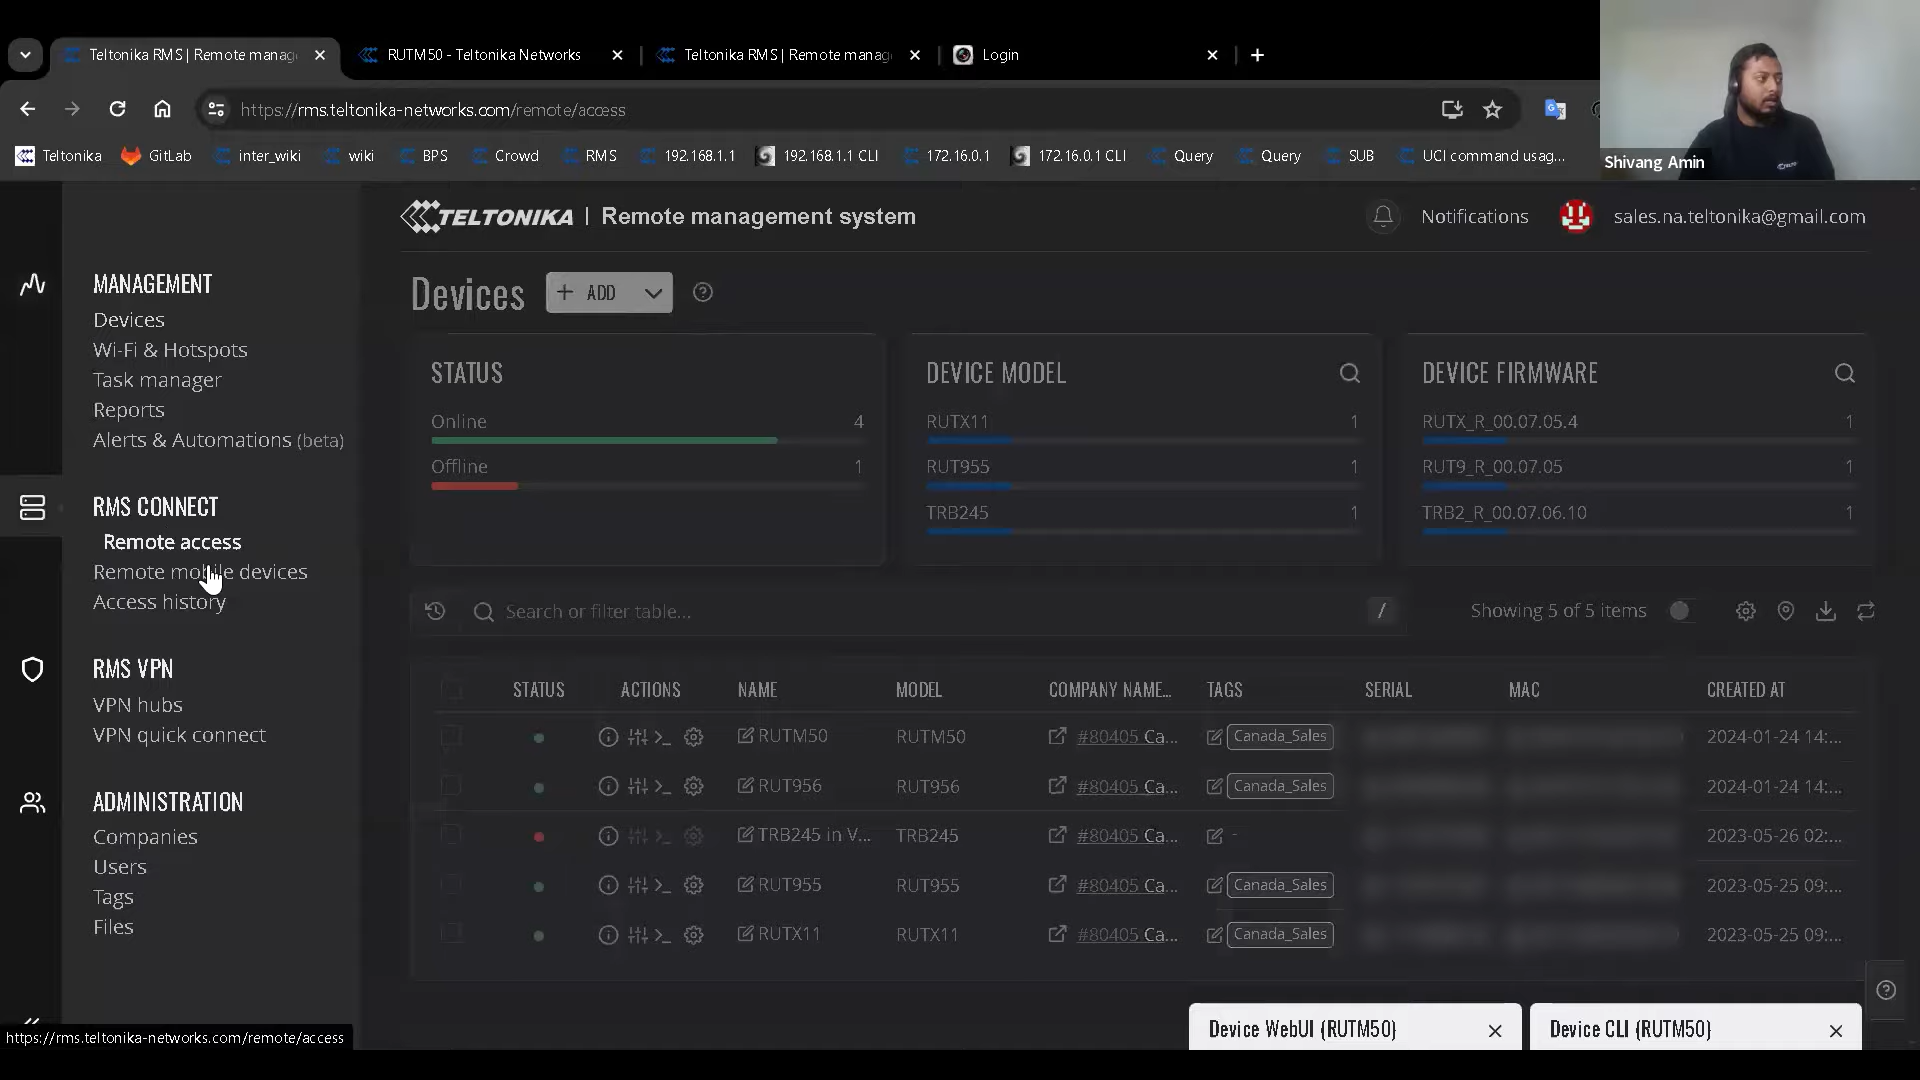 Teltonika RMS | Remote manag
RUTM50 - Teltonika Networks
Teltonika RMS | Remote manag
Login
https://rms.teltonika-networks.com/remote/access
Teltonika
GitLab
inter_wiki
wiki
BPS
Crowd
RMS
192.168.1.1
192.168.1.1 CLI
172.16.0.1
172.16.0.1 CLI
Query
Query
SUB
UCI command usag...
Shivang Amin
TELTONIKA | Remote management system
Notifications
sales.na.teltonika@gmail.com
MANAGEMENT
Devices
Wi-Fi & Hotspots
Task manager
Reports
Alerts & Automations (beta)
RMS CONNECT
Remote access
Remote mobile devices
Access history
RMS VPN
VPN hubs
VPN quick connect
ADMINISTRATION
Companies
Users
Tags
Files
https://rms.teltonika-networks.com/remote/access
Devices
+ ADD
STATUS
Online 4
Offline 1
DEVICE MODEL
RUTX11 1
RUT955 1
TRB245 1
DEVICE FIRMWARE
RUTX_R_00.07.05.4 1
RUT9_R_00.07.05 1
TRB2_R_00.07.06.10 1
Search or filter table... /
Showing 5 of 5 items
STATUS ACTIONS NAME MODEL COMPANY NAME... TAGS SERIAL MAC CREATED AT
RUTM50 RUTM50 #80405 Ca... Canada_Sales 2024-01-24 14:...
RUT956 RUT956 #80405 Ca... Canada_Sales 2024-01-24 14:...
TRB245 in V... TRB245 #80405 Ca... - 2023-05-26 02:...
RUT955 RUT955 #80405 Ca... Canada_Sales 2023-05-25 09:...
RUTX11 RUTX11 #80405 Ca... Canada_Sales 2023-05-25 09:...
Device WebUI (RUTM50)
Device CLI (RUTM50)